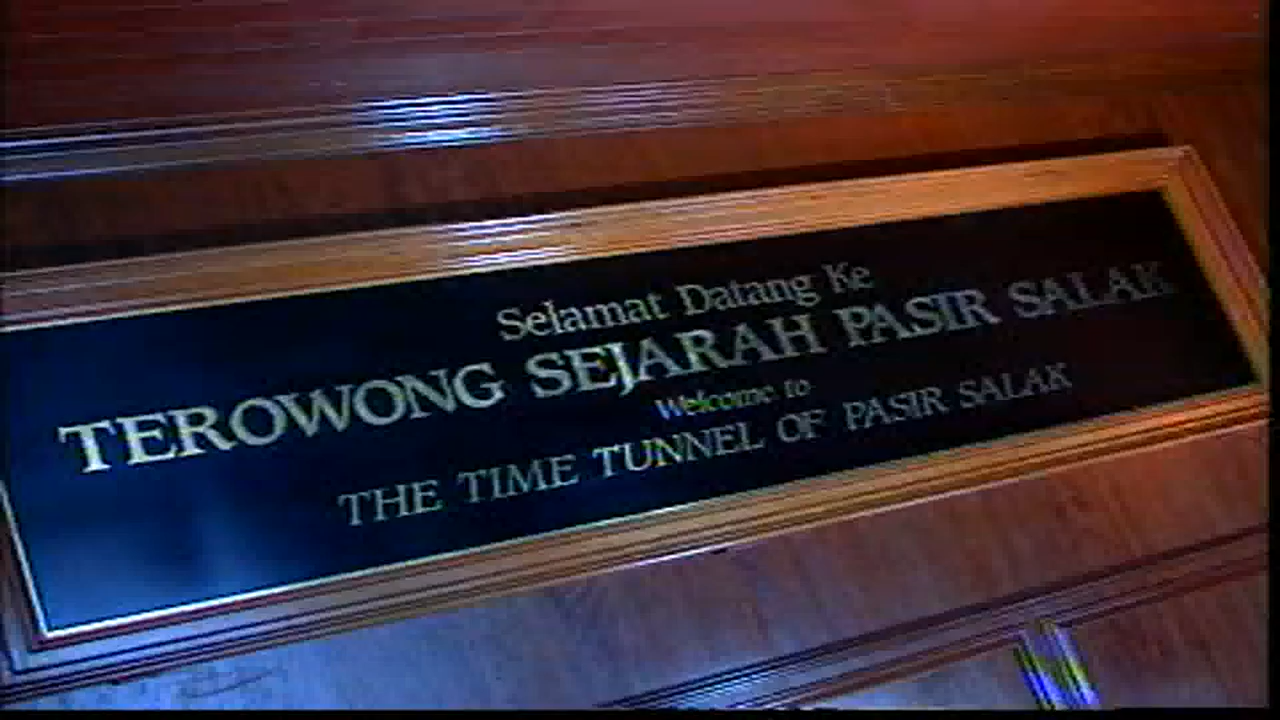 Selamat Datang Ke
TEROWONG SEJARAH PASIR SALAK
Welcome to
THE TIME TUNNEL OF PASIR SALAK